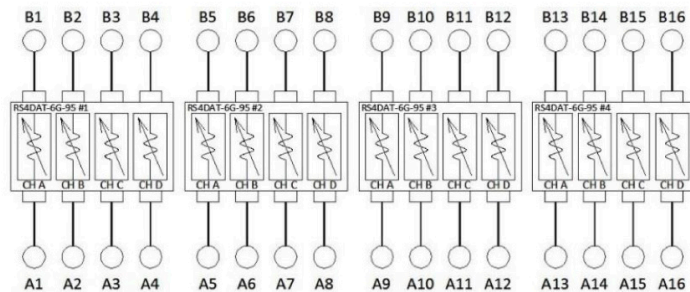 B1 B2 B3 B4 B5 B6 B7 B8 B9 B10 B11 B12 B13 B14 B15 B16
RS4DAT-6G-95 #1 RS4DAT-6G-95 #2 RS4DAT-6G-95 #3 RS4DAT-6G-95 #4
CH A CH B CH C CH D CH A CH B CH C CH D CH A CH B CH C CH D CH A CH B CH C CH D
A1 A2 A3 A4 A5 A6 A7 A8 A9 A10 A11 A12 A13 A14 A15 A16